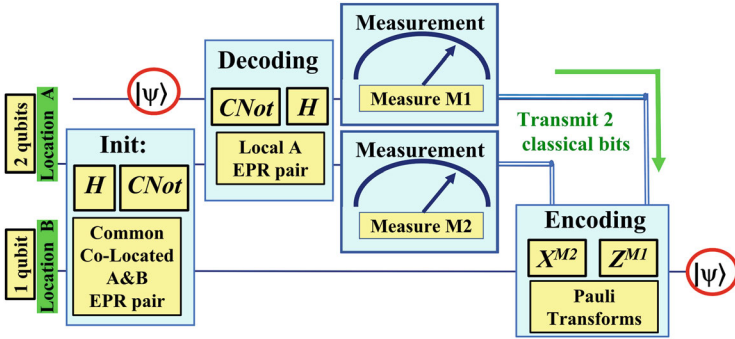 2 qubits
Location A
|ψ⟩
Init:
H
CNot
Common
Co-Located
A&B
EPR pair
1 qubit
Location B
Decoding
CNot
H
Local A
EPR pair
Measurement
Measure M1
Measurement
Measure M2
Transmit 2
classical bits
Encoding
X^M2
Z^M1
Pauli
Transforms
|ψ⟩